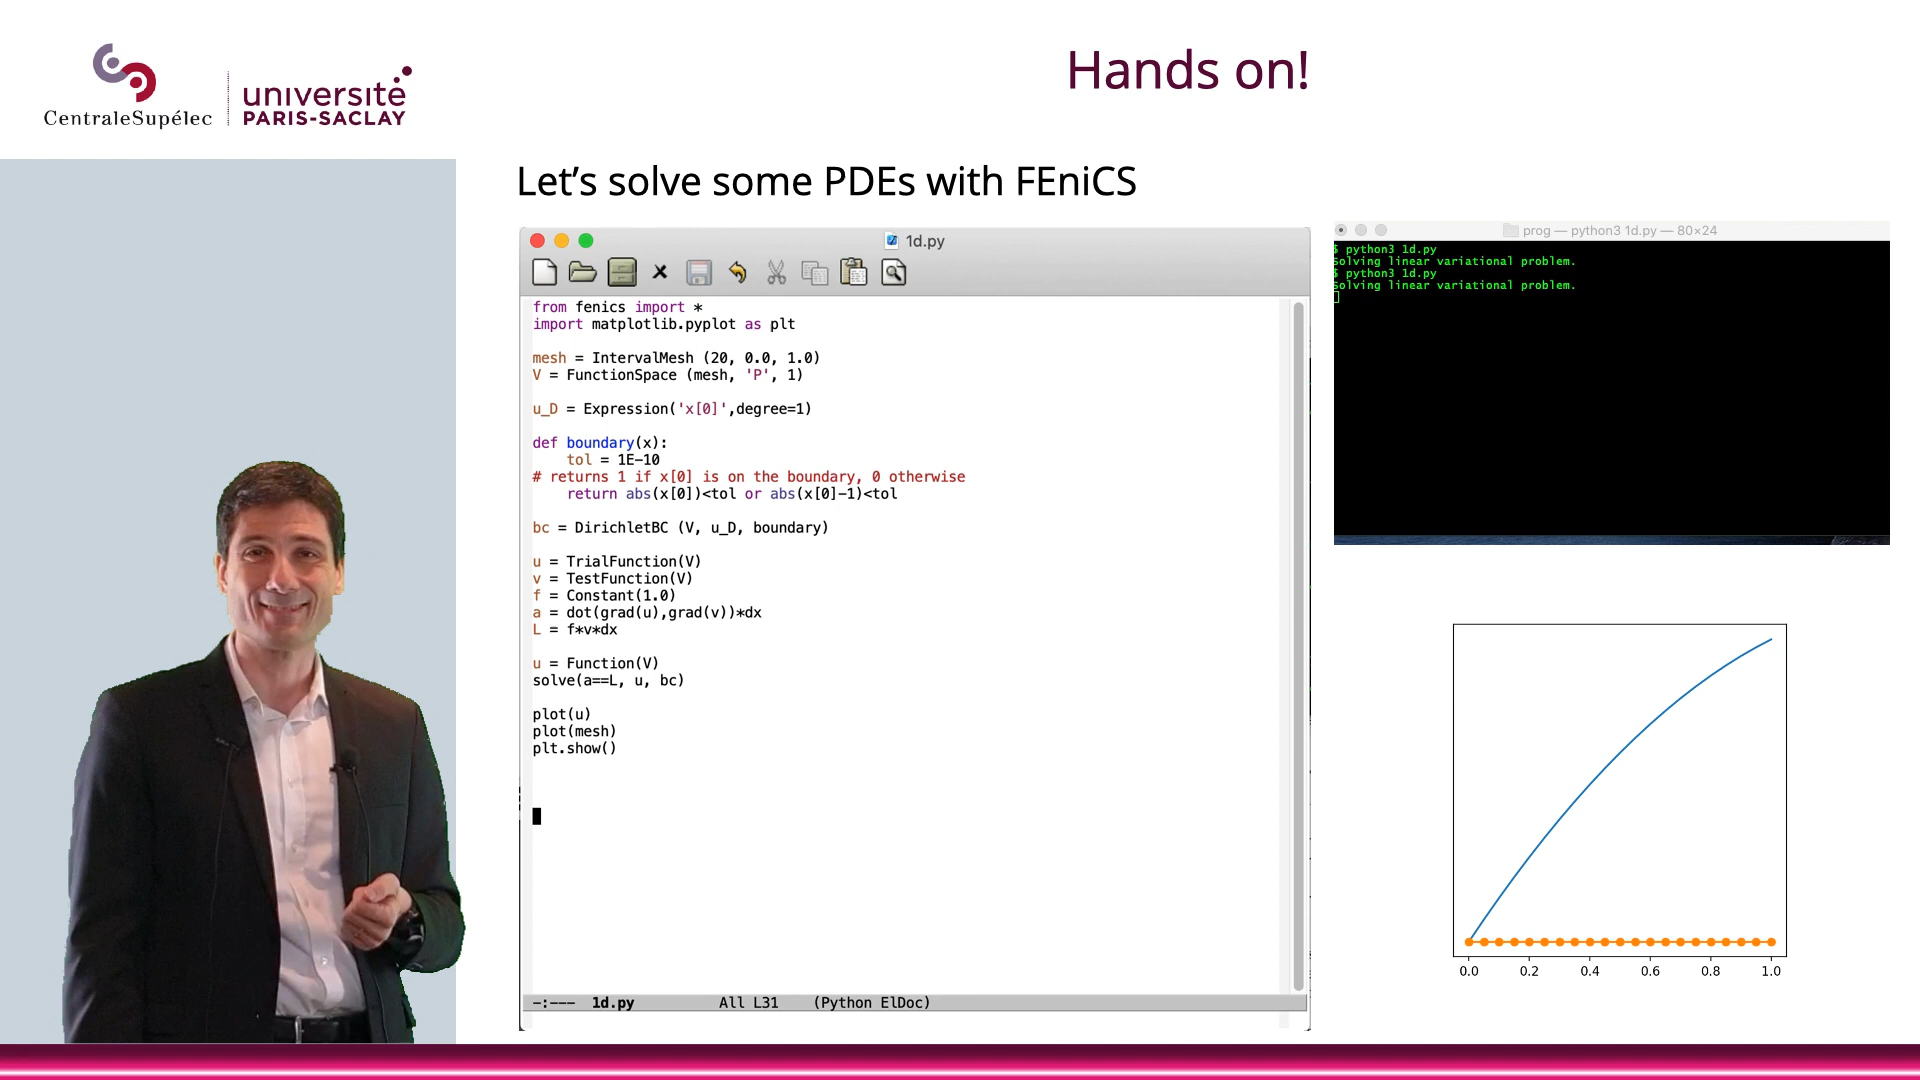 CentraleSupélec
université
PARIS-SACLAY
Hands on!
Let’s solve some PDEs with FEniCS
1d.py
from fenics import *
import matplotlib.pyplot as plt
mesh = IntervalMesh (20, 0.0, 1.0)
V = FunctionSpace (mesh, 'P', 1)
u_D = Expression('x[0]',degree=1)
def boundary(x):
    tol = 1E-10
# returns 1 if x[0] is on the boundary, 0 otherwise
    return abs(x[0])<tol or abs(x[0]-1)<tol
bc = DirichletBC (V, u_D, boundary)
u = TrialFunction(V)
v = TestFunction(V)
f = Constant(1.0)
a = dot(grad(u),grad(v))*dx
L = f*v*dx
u = Function(V)
solve(a==L, u, bc)
plot(u)
plot(mesh)
plt.show()
-:--- 1d.py All L31 (Python ElDoc)
prog — python3 1d.py — 80×24
$ python3 1d.py
Solving linear variational problem.
$ python3 1d.py
Solving linear variational problem.
0.0 0.2 0.4 0.6 0.8 1.0